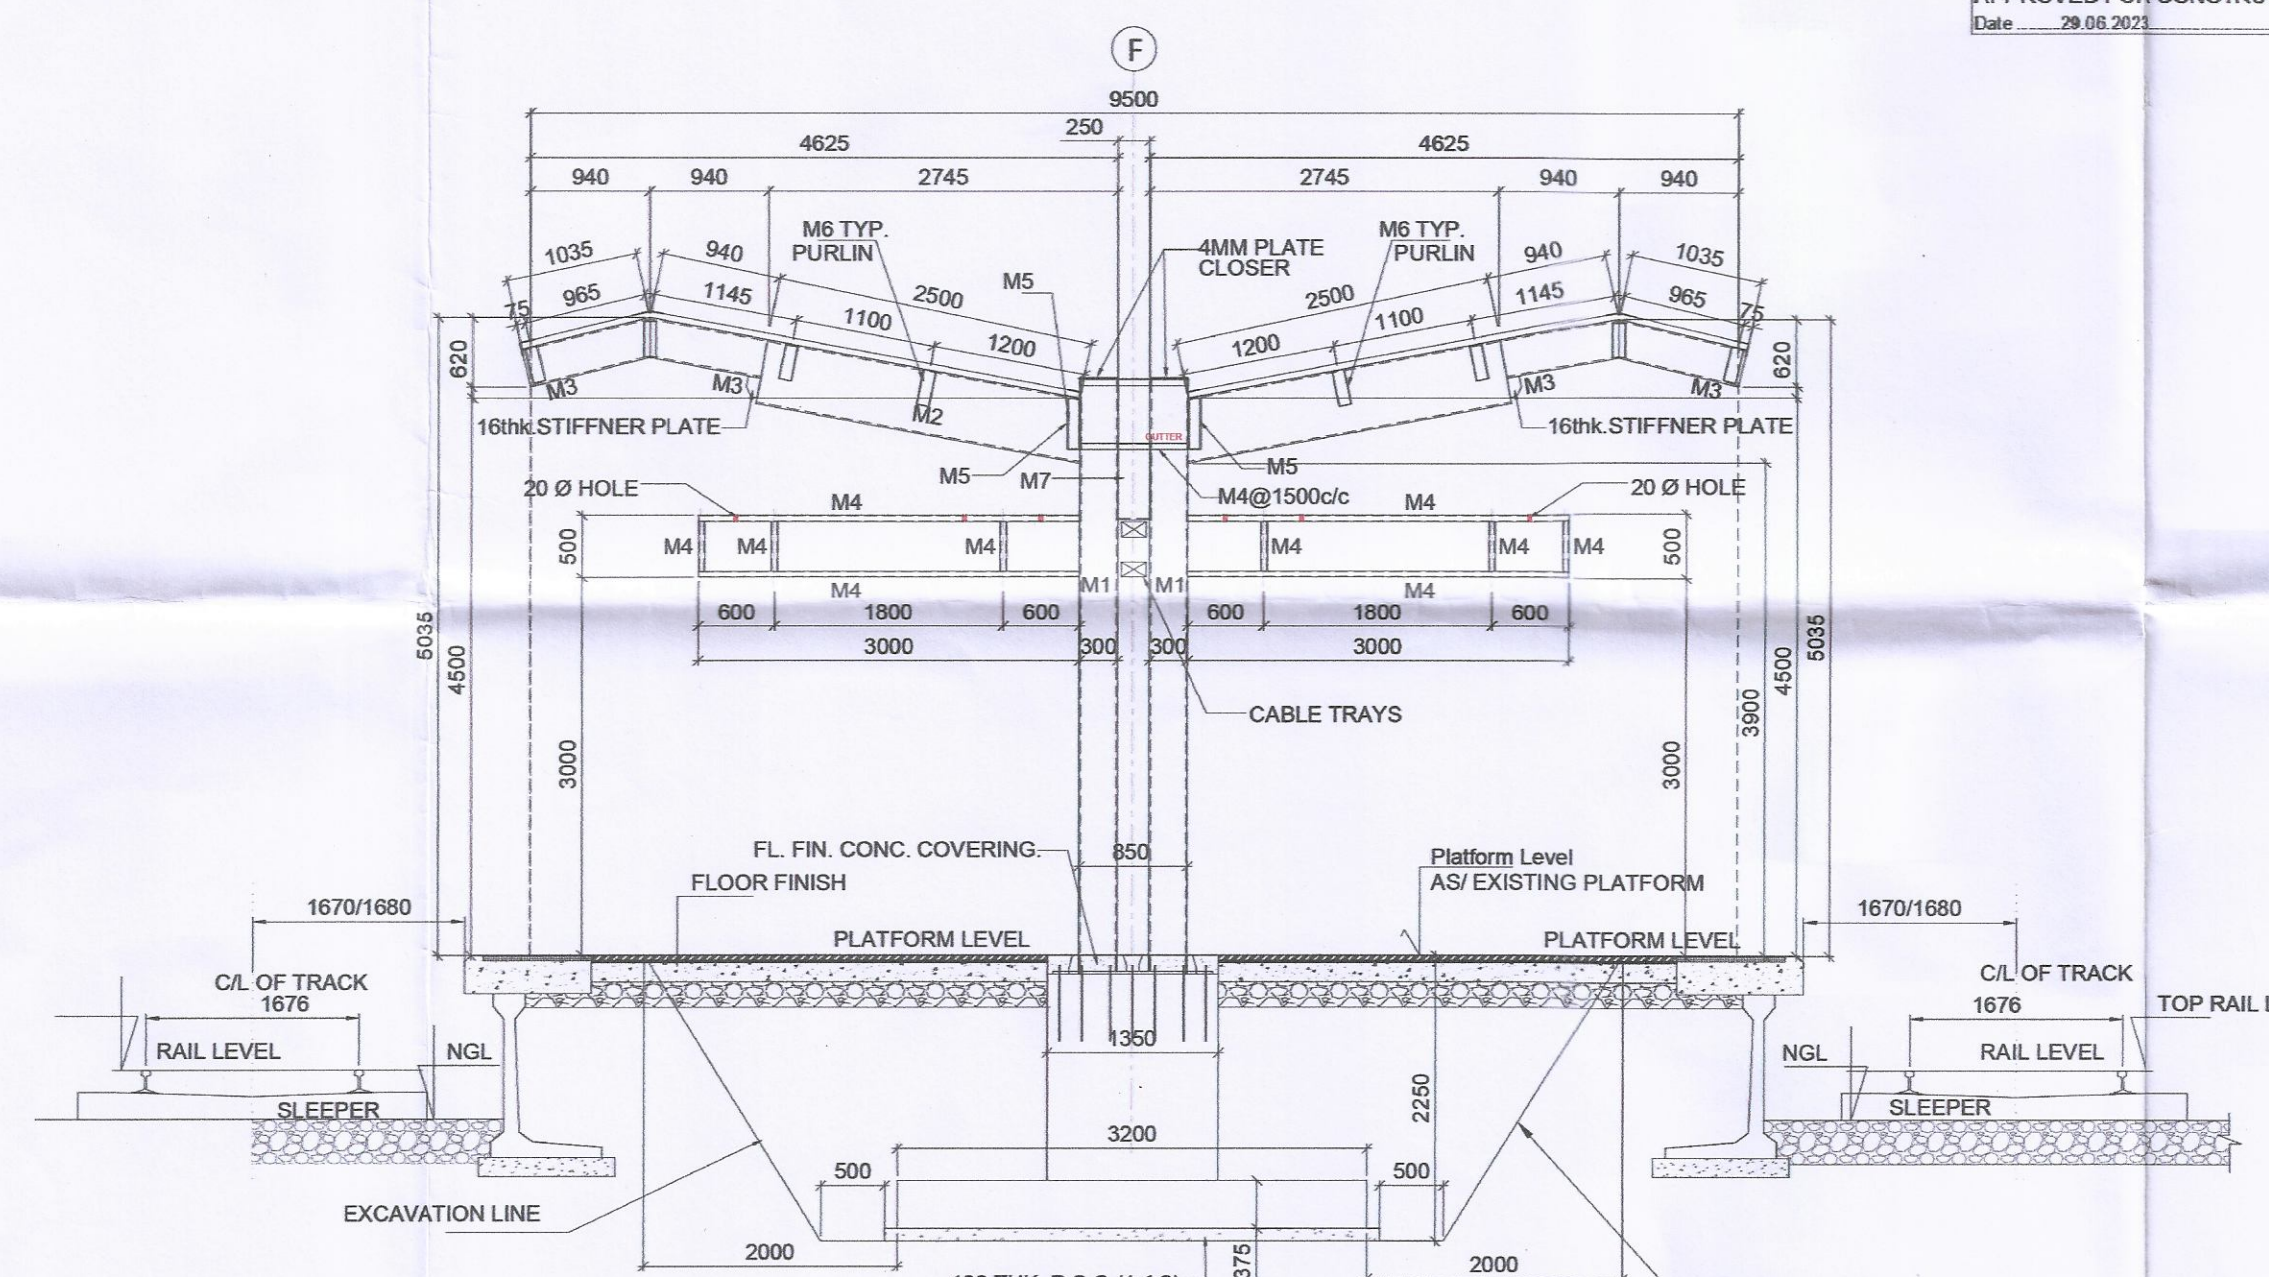 APPROVED FOR CONSTRU
Date 29.06.2023
F
9500
250
4625 4625
940 940 2745 2745 940 940
M6 TYP.
PURLIN
M6 TYP.
PURLIN
4MM PLATE
CLOSER
1035 940 2500 M5 2500 940 1035
75 965 1145 1100 1200 1200 1100 1145 965 75
620 620
M3 M3 M2 M3 M3
16thk.STIFFNER PLATE 16thk.STIFFNER PLATE
GUTTER
M5 M7 M5
20 Ø HOLE M4 M4@1500c/c M4 20 Ø HOLE
500 M4 M4 M4 M4 M4 M4 500
M4 M1 M1 M4
600 1800 600 600 1800 600
3000 300 300 3000
5035 4500 3000 3000 3900 4500 5035
CABLE TRAYS
FL. FIN. CONC. COVERING. 850 Platform Level
FLOOR FINISH AS/ EXISTING PLATFORM
1670/1680 1670/1680
PLATFORM LEVEL PLATFORM LEVEL
C/L OF TRACK C/L OF TRACK
1676 1676 TOP RAIL
1350
RAIL LEVEL NGL NGL RAIL LEVEL
SLEEPER 2250 SLEEPER
3200
500 500
EXCAVATION LINE
2000 375 2000